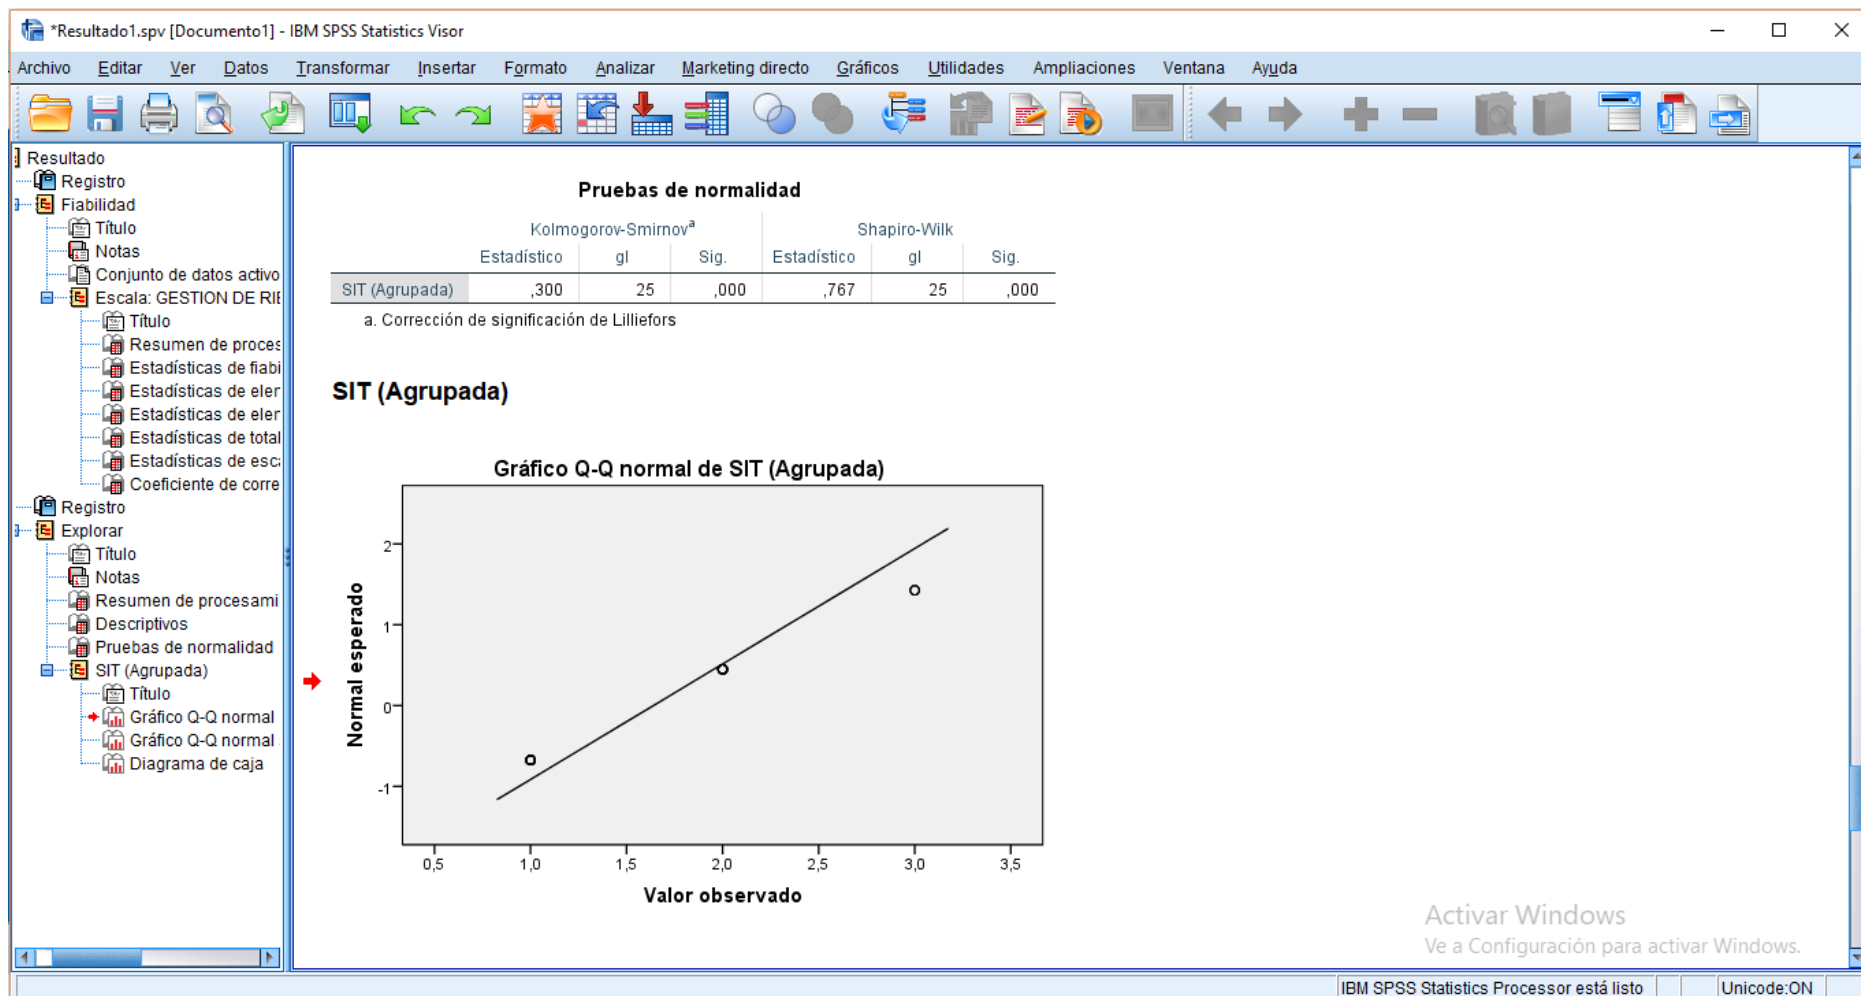 *Resultado1.spv [Documento1] - IBM SPSS Statistics Visor
Archivo Editar Ver Datos Transformar Insertar Formato Analizar Marketing directo Gráficos Utilidades Ampliaciones Ventana Ayuda
Resultado
Registro
Fiabilidad
Título
Notas
Conjunto de datos activo
Escala: GESTION DE RIE
Título
Resumen de proces
Estadísticas de fiabi
Estadísticas de eler
Estadísticas de eler
Estadísticas de total
Estadísticas de esc
Coeficiente de corre
Registro
Explorar
Título
Notas
Resumen de procesami
Descriptivos
Pruebas de normalidad
SIT (Agrupada)
Título
Gráfico Q-Q normal
Gráfico Q-Q normal
Diagrama de caja
Pruebas de normalidad
Kolmogorov-Smirnovª Shapiro-Wilk
Estadístico gl Sig. Estadístico gl Sig.
SIT (Agrupada) ,300 25 ,000 ,767 25 ,000
a. Corrección de significación de Lilliefors
SIT (Agrupada)
Gráfico Q-Q normal de SIT (Agrupada)
Normal esperado
2
1
0
-1
0,5 1,0 1,5 2,0 2,5 3,0 3,5
Valor observado
Activar Windows
Ve a Configuración para activar Windows.
IBM SPSS Statistics Processor está listo Unicode:ON